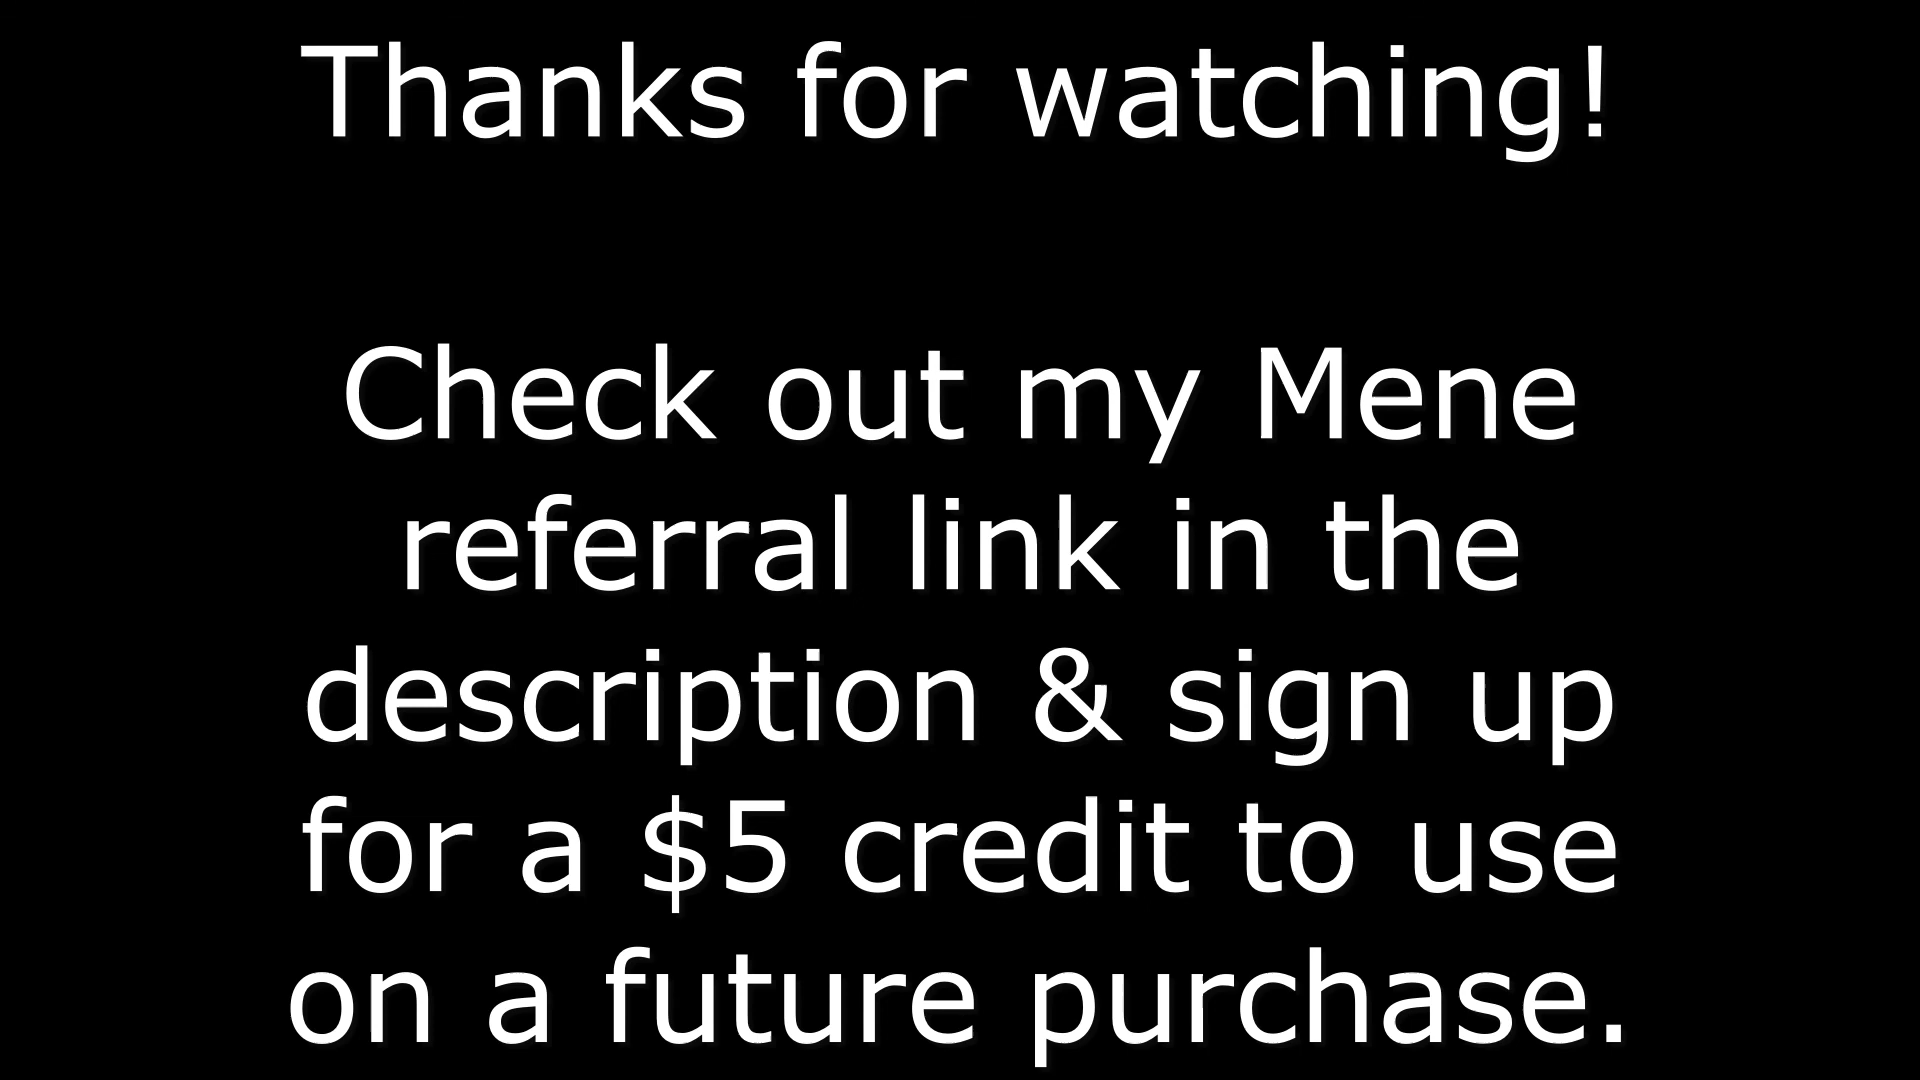 Thanks for watching!
Check out my Mene
referral link in the
description & sign up
for a $5 credit to use
on a future purchase.